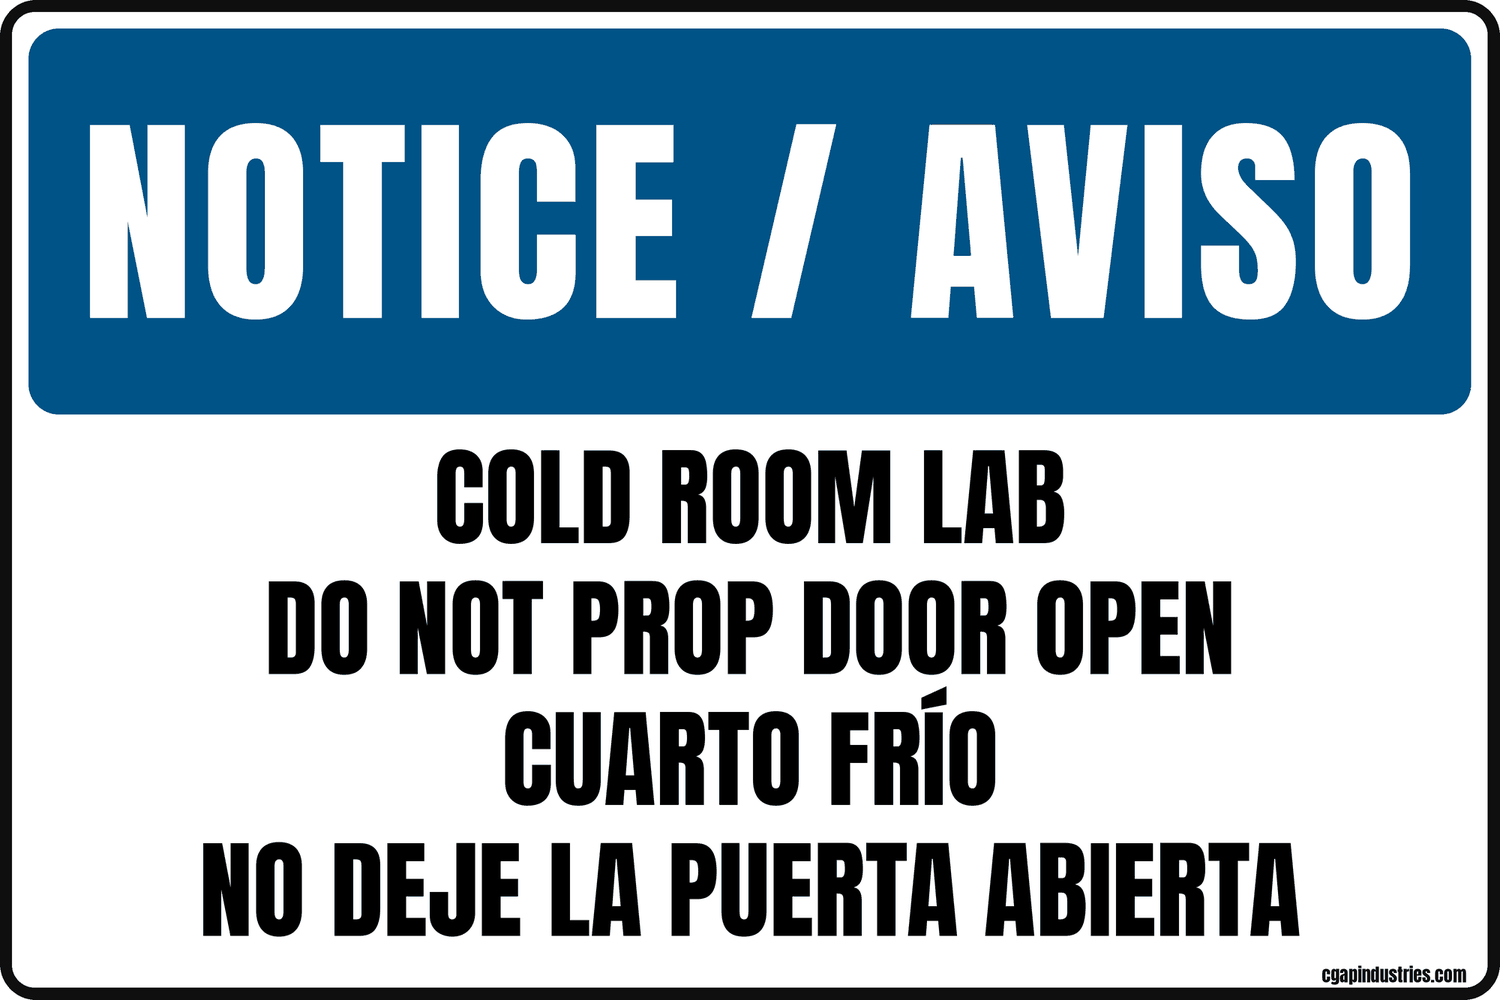 NOTICE / AVISO
COLD ROOM LAB
DO NOT PROP DOOR OPEN
CUARTO FRÍO
NO DEJE LA PUERTA ABIERTA
cgapindustries.com